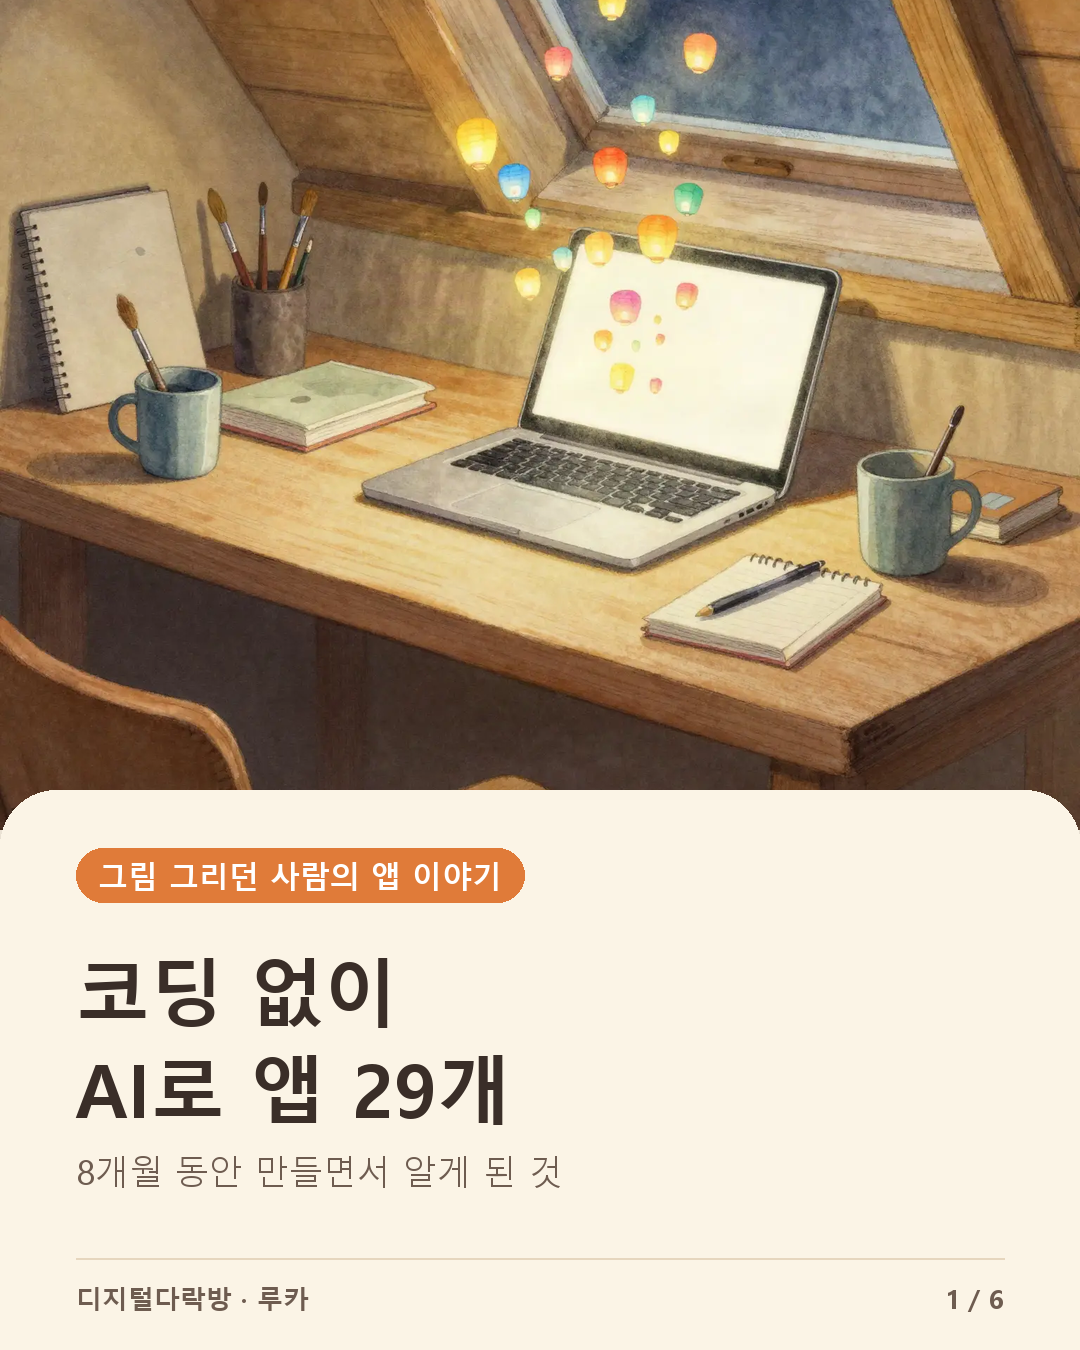 그림 그리던 사람의 앱 이야기
코딩 없이
AI로 앱 29개
8개월 동안 만들면서 알게 된 것
디지털다락방 · 루카
1 / 6